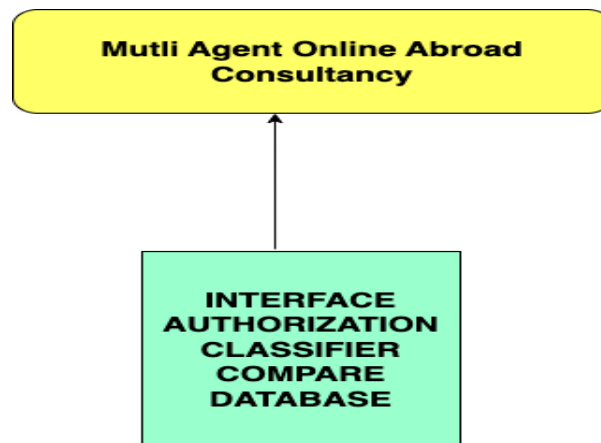 Mutli Agent Online Abroad
Consultancy
INTERFACE
AUTHORIZATION
CLASSIFIER
COMPARE
DATABASE